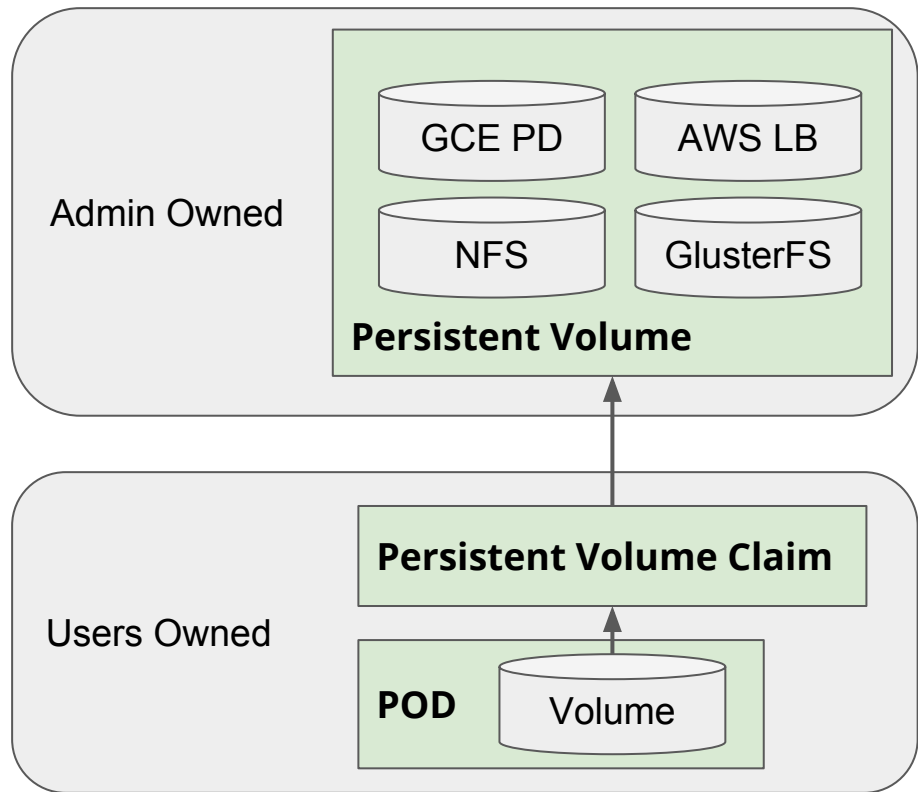 Admin Owned
GCE PD
AWS LB
NFS
GlusterFS
Persistent Volume
Users Owned
Persistent Volume Claim
POD
Volume